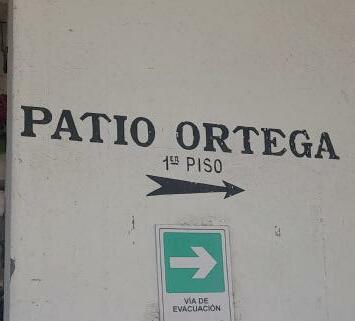 PATIO ORTEGA
1ER PISO
VÍA DE
EVACUACIÓN